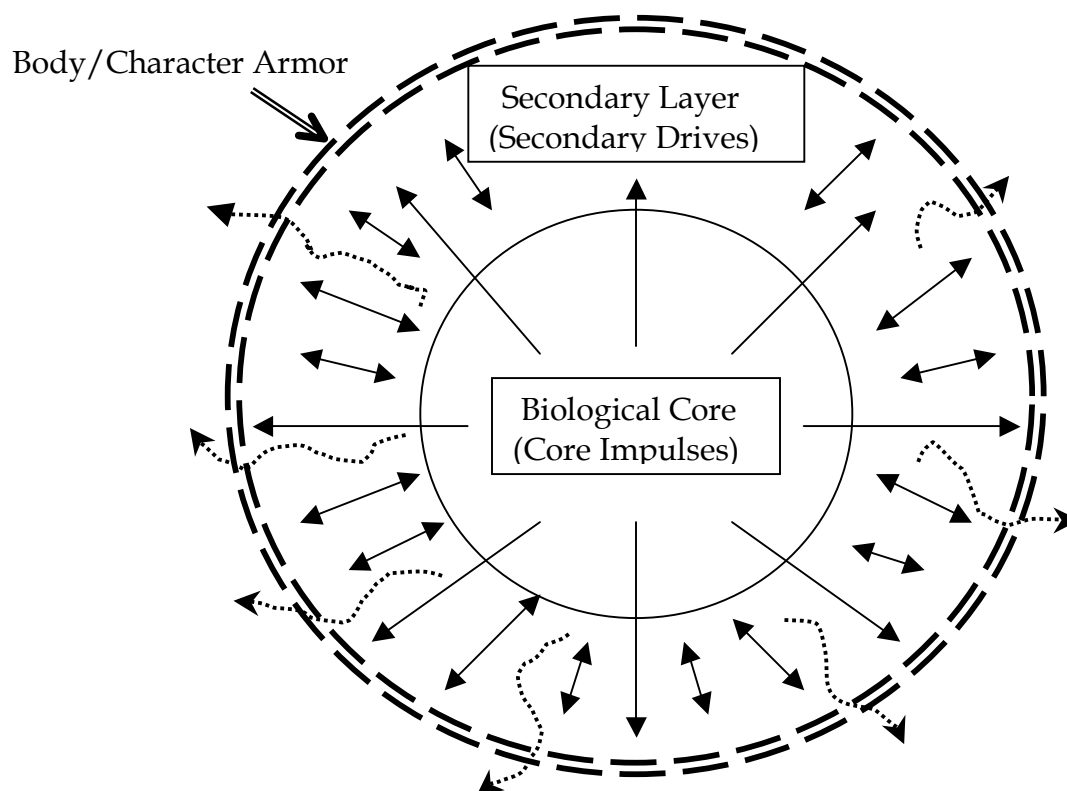 Body/Character Armor
Secondary Layer
(Secondary Drives)
Biological Core
(Core Impulses)